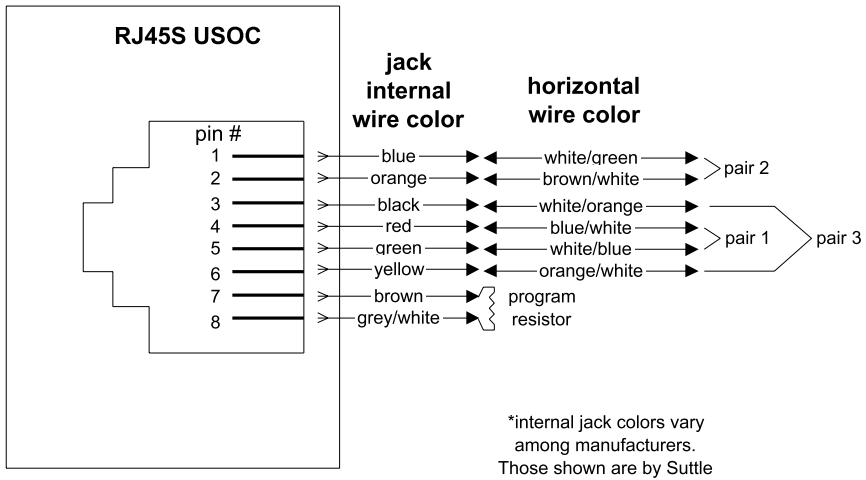 RJ45S USOC
jack
internal
wire color
horizontal
wire color
pin #
1 blue white/green
2 orange brown/white
pair 2
3 black white/orange
4 red blue/white
5 green white/blue
pair 1
pair 3
6 yellow orange/white
7 brown program
8 grey/white resistor
*internal jack colors vary
among manufacturers.
Those shown are by Suttle